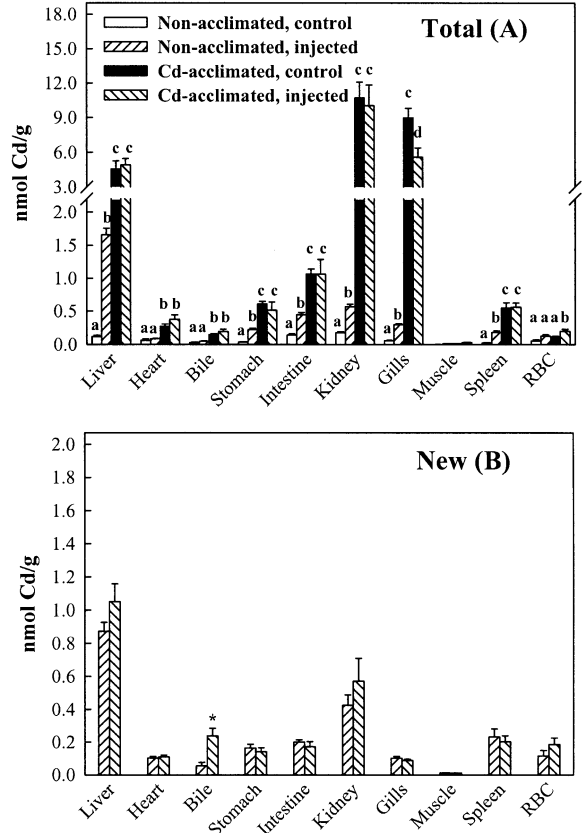 18.0
15.0
12.0
9.0
6.0
3.0
2.0
1.5
1.0
0.5
0.0
nmol Cd/g
Total (A)
Non-acclimated, control
Non-acclimated, injected
Cd-acclimated, control
Cd-acclimated, injected
a b c c
a a b b
a a b b
a b c c
a b c c
a b c c
a b c d
a b c c
a a a b
Liver
Heart
Bile
Stomach
Intestine
Kidney
Gills
Muscle
Spleen
RBC
New (B)
2.0
1.8
1.6
1.4
1.2
1.0
0.8
0.6
0.4
0.2
0.0
nmol Cd/g
*
Liver
Heart
Bile
Stomach
Intestine
Kidney
Gills
Muscle
Spleen
RBC